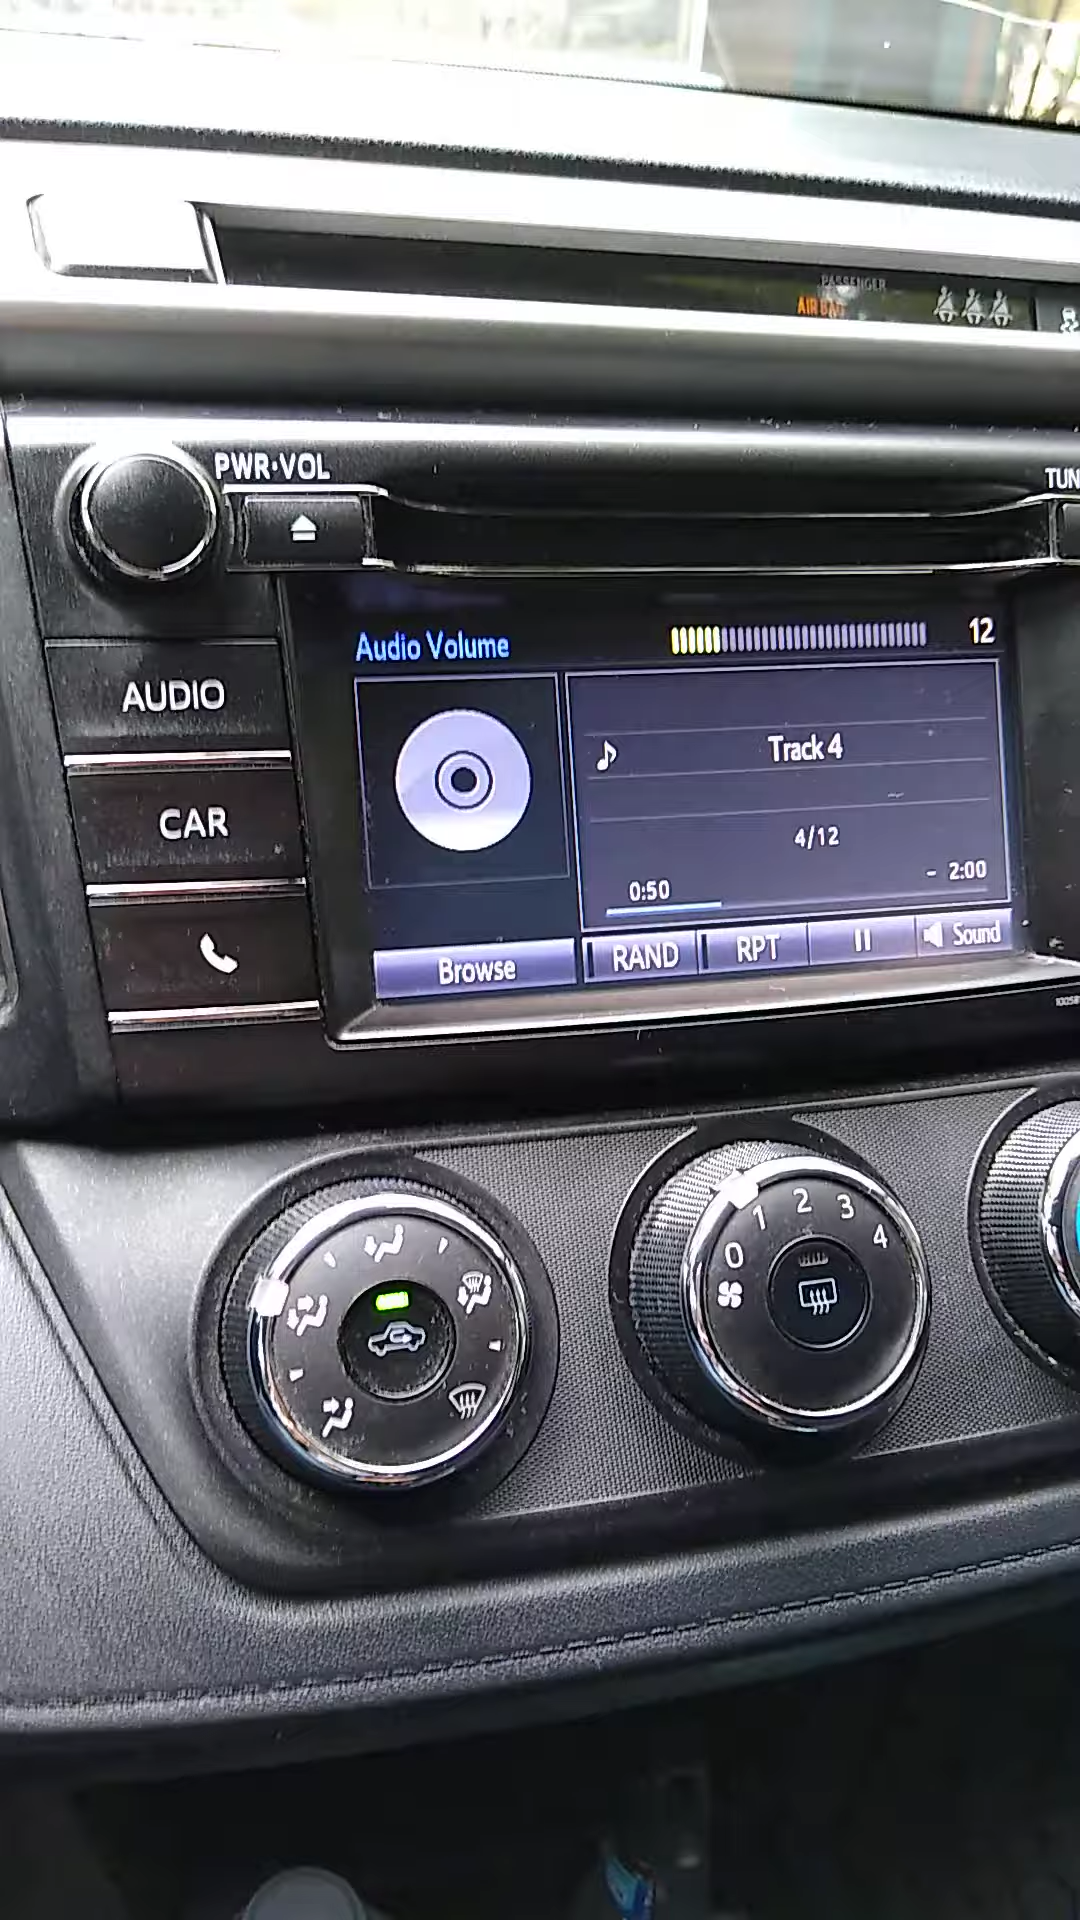 PASSENGER
AIR BAG
PWR·VOL
TUN
AUDIO
CAR
Audio Volume 12
Track 4
4/12
0:50 - 2:00
Browse RAND RPT Sound
0 1 2 3 4